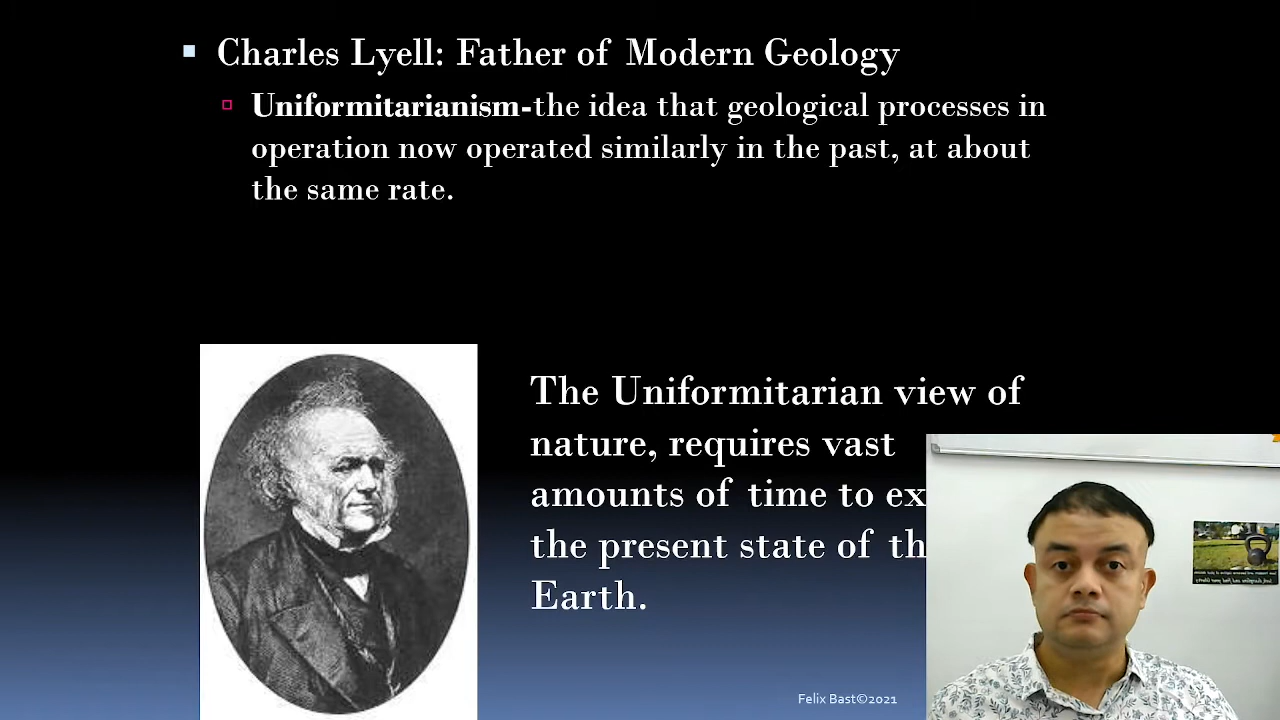 Charles Lyell: Father of Modern Geology
Uniformitarianism-the idea that geological processes in
operation now operated similarly in the past, at about
the same rate.
The Uniformitarian view of
nature, requires vast
amounts of time to ex
the present state of th
Earth.
Felix Bast©2021